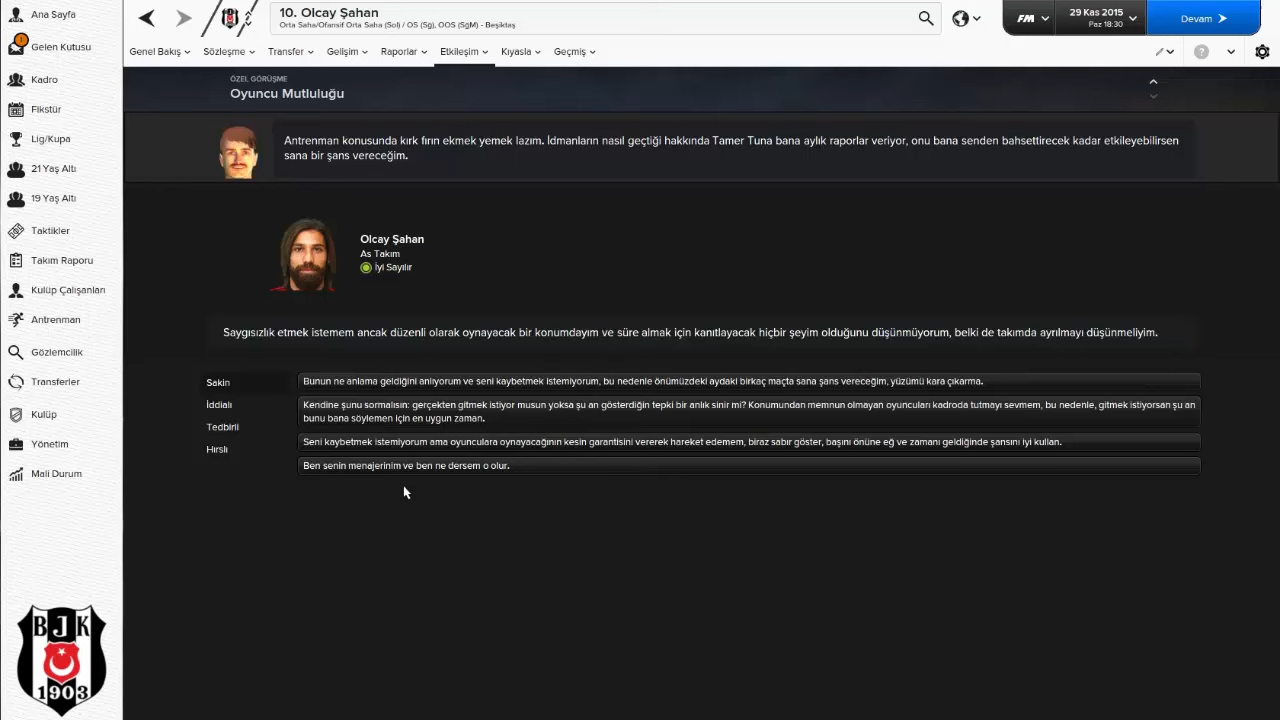 Ana Sayfa
Gelen Kutusu
1
Kadro
Fikstür
Lig/Kupa
21 Yaş Altı
19 Yaş Altı
Taktikler
Takım Raporu
Kulüp Çalışanları
Antrenman
Gözlemcilik
Transferler
Kulüp
Yönetim
Mali Durum
BJK
1903
10. Olcay Şahan
Orta Saha/Ofansif Orta Saha (Sol) / OS (Sg), OOS (SgM) - Beşiktaş
FM
29 Kas 2015
Paz 18:30
Devam
Genel Bakış
Sözleşme
Transfer
Gelişim
Raporlar
Etkileşim
Kıyasla
Geçmiş
?
ÖZEL GÖRÜŞME
Oyuncu Mutluluğu
Antrenman konusunda kırk fırın ekmek yemek lazım. İdmanların nasıl geçtiği hakkında Tamer Tuna bana aylık raporlar veriyor, onu bana senden bahsettirecek kadar etkileyebilirsen
sana bir şans vereceğim.
Olcay Şahan
As Takım
İyi Sayılır
Saygısızlık etmek istemem ancak düzenli olarak oynayacak bir konumdayım ve süre almak için kanıtlayacak hiçbir şeyim olduğunu düşünmüyorum, belki de takımda ayrılmayı düşünmeliyim.
Sakin
İddialı
Tedbirli
Hırslı
Bunun ne anlama geldiğini anlıyorum ve seni kaybetmek istemiyorum, bu nedenle önümüzdeki aydaki birkaç maçta sana şans vereceğim, yüzümü kara çıkarma.
Kendine şunu sormalısın: gerçekten gitmek istiyor musun yoksa şu an gösterdiğin tepki bir anlık sinir mi? Konumundan memnun olmayan oyuncuları kadroda tutmayı sevmem, bu nedenle, gitmek istiyorsan şu an
bunu bana söylemen için en uygun zaman.
Seni kaybetmek istemiyorum ama oyunculara oynayacağının kesin garantisini vererek hareket edemem, biraz sabır göster, başını önüne eğ ve zamanı geldiğinde şansını iyi kullan.
Ben senin menajerinim ve ben ne dersem o olur.